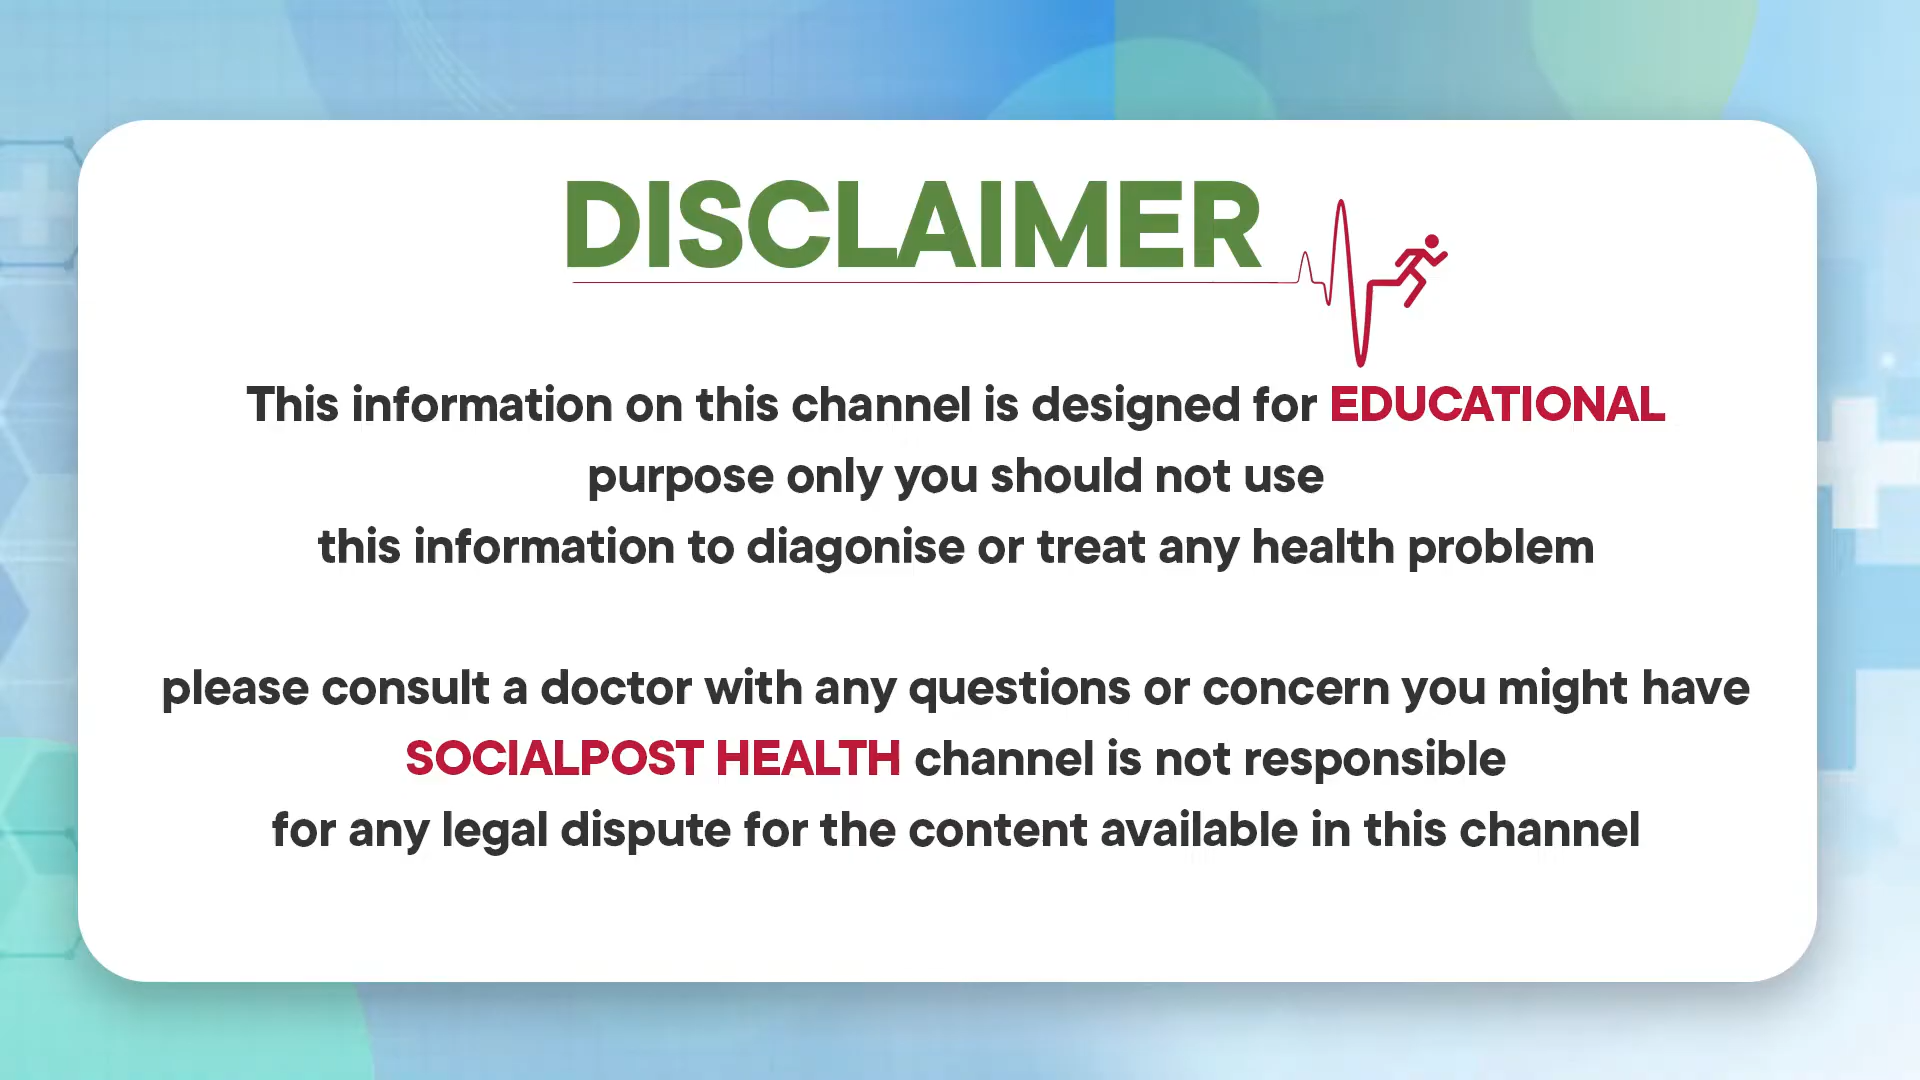 DISCLAIMER
This information on this channel is designed for EDUCATIONAL
purpose only you should not use
this information to diagonise or treat any health problem
please consult a doctor with any questions or concern you might have
SOCIALPOST HEALTH channel is not responsible
for any legal dispute for the content available in this channel